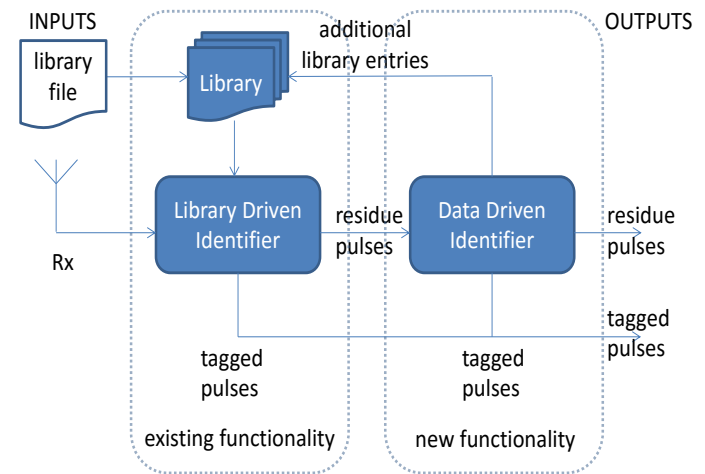 INPUTS
additional
library entries
OUTPUTS
library
file
Library
Library Driven
Identifier
residue
pulses
Data Driven
Identifier
residue
pulses
Rx
tagged
pulses
tagged
pulses
tagged
pulses
existing functionality
new functionality